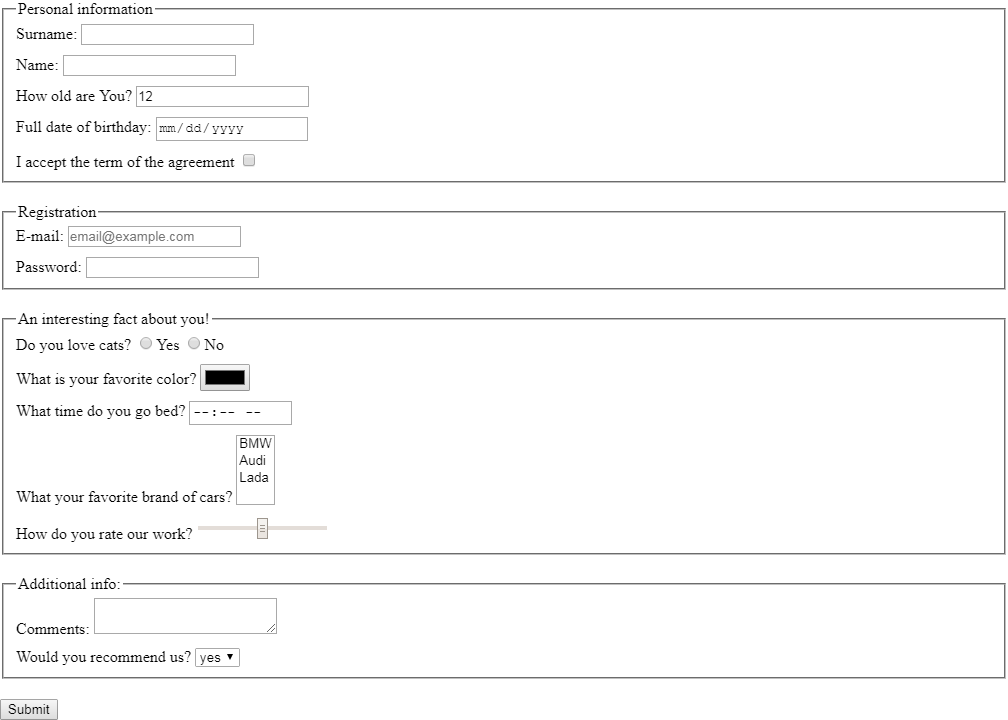 Personal information
Surname:
Name:
How old are You? 12
Full date of birthday: mm/dd/yyyy
I accept the term of the agreement
Registration
E-mail: email@example.com
Password:
An interesting fact about you!
Do you love cats? Yes No
What is your favorite color?
What time do you go bed? --:-- --
BMW
Audi
Lada
What your favorite brand of cars?
How do you rate our work?
Additional info:
Comments:
Would you recommend us? yes
Submit